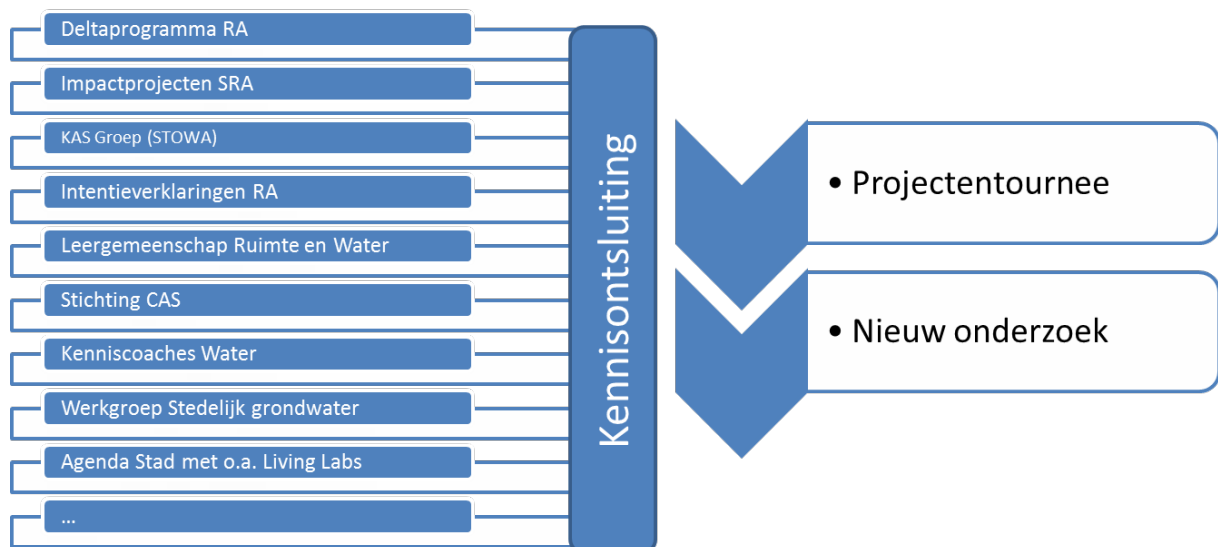 Deltaprogramma RA
Impactprojecten SRA
KAS Groep (STOWA)
Intentieverklaringen RA
Leergemeenschap Ruimte en Water
Stichting CAS
Kenniscoaches Water
Werkgroep Stedelijk grondwater
Agenda Stad met o.a. Living Labs
...
Kennisontsluiting
• Projectentournee
• Nieuw onderzoek